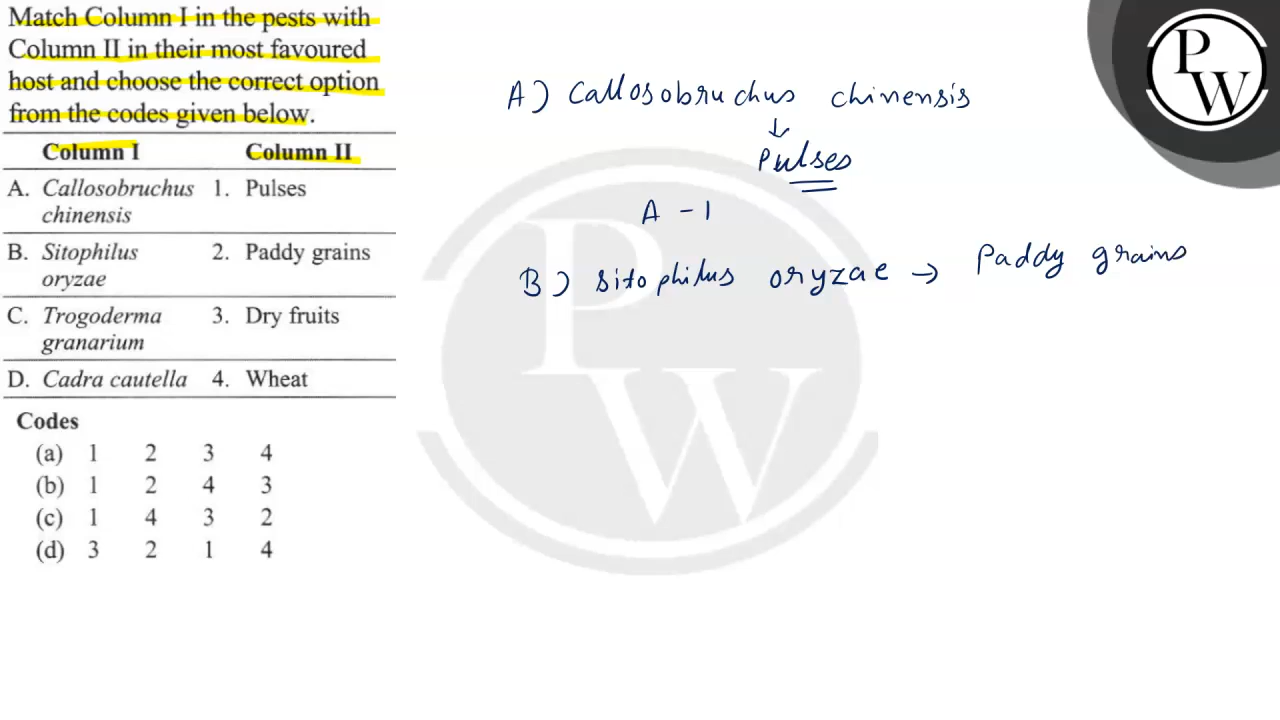 Match Column I in the pests with
Column II in their most favoured
host and choose the correct option
from the codes given below.
Column I Column II
A. Callosobruchus 1. Pulses
chinensis
B. Sitophilus 2. Paddy grains
oryzae
C. Trogoderma 3. Dry fruits
granarium
D. Cadra cautella 4. Wheat
Codes
(a) 1 2 3 4
(b) 1 2 4 3
(c) 1 4 3 2
(d) 3 2 1 4
A) Callosobruchus chinensis
↓
Pulses
A - 1
B) Sitophilus oryzae → Paddy grains
P
W
P
W